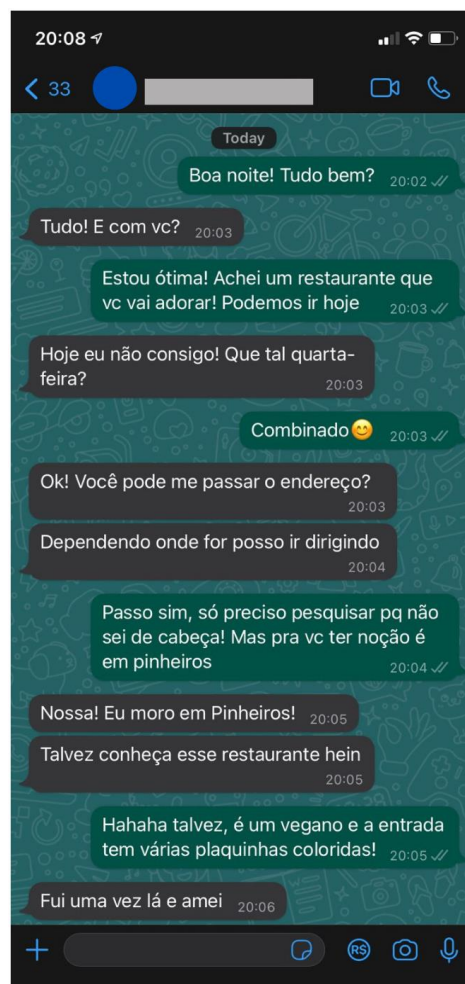 20:08
33
Today
Boa noite! Tudo bem? 20:02
Tudo! E com vc? 20:03
Estou ótima! Achei um restaurante que
vc vai adorar! Podemos ir hoje 20:03
Hoje eu não consigo! Que tal quarta-
feira? 20:03
Combinado😊 20:03
Ok! Você pode me passar o endereço?
20:03
Dependendo onde for posso ir dirigindo
20:04
Passo sim, só preciso pesquisar pq não
sei de cabeça! Mas pra vc ter noção é
em pinheiros 20:04
Nossa! Eu moro em Pinheiros! 20:05
Talvez conheça esse restaurante hein
20:05
Hahaha talvez, é um vegano e a entrada
tem várias plaquinhas coloridas! 20:05
Fui uma vez lá e amei 20:06
R$